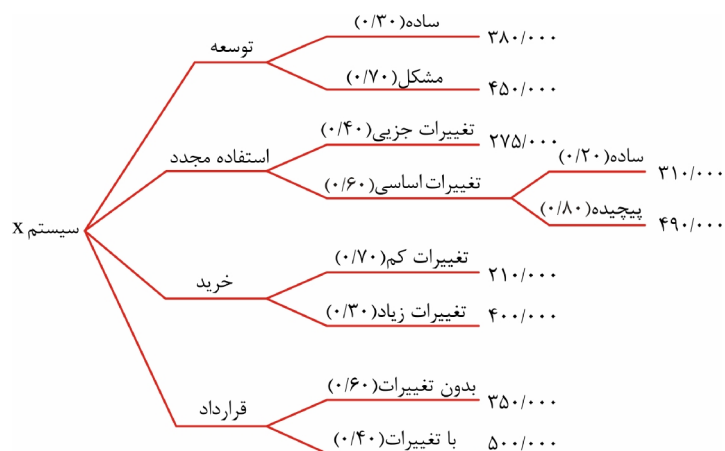 ساده(۰/۳۰) ۳۸۰/۰۰۰
توسعه
مشکل(۰/۷۰) ۴۵۰/۰۰۰
تغییرات جزیی(۰/۴۰) ۲۷۵/۰۰۰
استفاده مجدد
ساده(۰/۲۰) ۳۱۰/۰۰۰
تغییرات اساسی(۰/۶۰)
پیچیده(۰/۸۰) ۴۹۰/۰۰۰
سیستم X
تغییرات کم(۰/۷۰) ۲۱۰/۰۰۰
خرید
تغییرات زیاد(۰/۳۰) ۴۰۰/۰۰۰
بدون تغییرات(۰/۶۰) ۳۵۰/۰۰۰
قرارداد
با تغییرات(۰/۴۰) ۵۰۰/۰۰۰